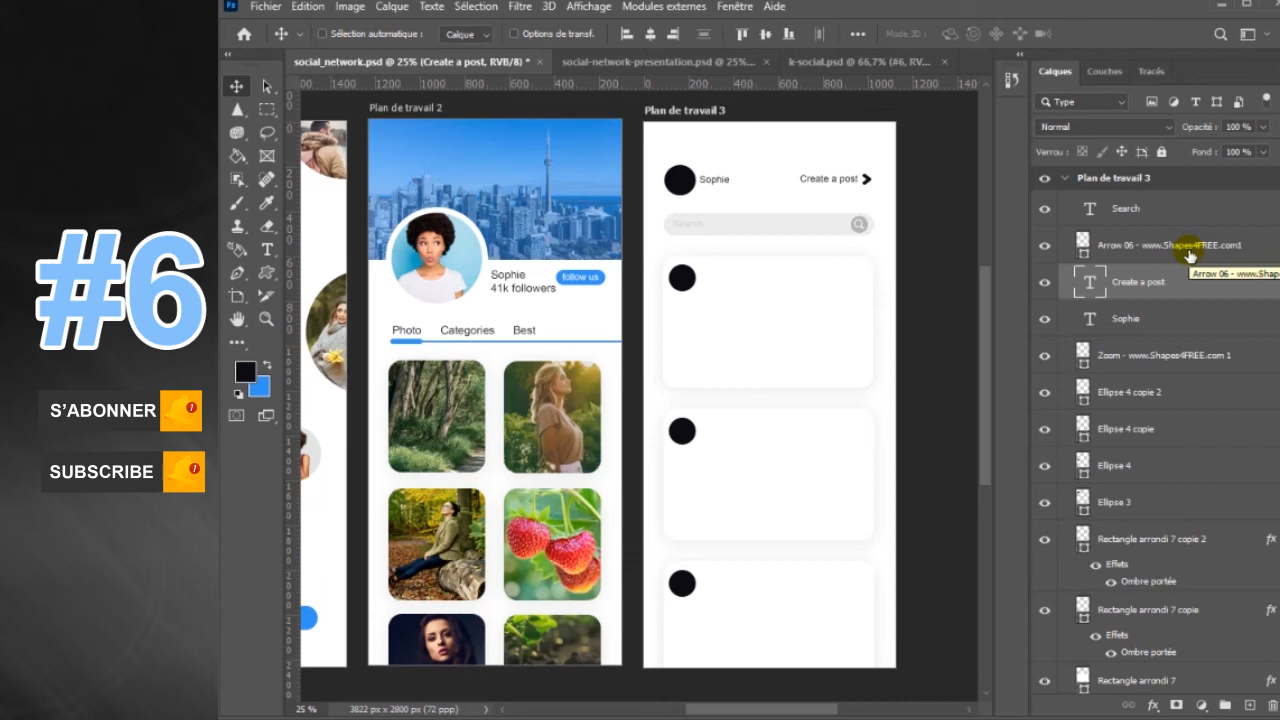 #6
S'ABONNER
1
SUBSCRIBE
1
Ps
Fichier Edition Image Calque Texte Sélection Filtre 3D Affichage Modules externes Fenêtre Aide
Sélection automatique : Calque Options de transf. Mode 3D :
social_network.psd @ 25% (Create a post, RVB/8) * × social-network-presentation.psd @ 25%... × k-social.psd @ 66,7% (#6, RV... ×
Plan de travail 2
Plan de travail 3
Sophie
Create a post
Search
Sophie
41k followers
follow us
Photo Categories Best
25 % 3822 px x 2800 px (72 ppp)
Calques Couches Tracés
Type
Normal Opacité : 100 %
Verrou : Fond : 100 %
Plan de travail 3
Search
Arrow 06 - www.Shapes4FREE.com1
Arrow 06 - www.Shape
Create a post
Sophie
Zoom - www.Shapes4FREE.com 1
Ellipse 4 copie 2
Ellipse 4 copie
Ellipse 4
Ellipse 3
Rectangle arrondi 7 copie 2 fx
Effets
Ombre portée
Rectangle arrondi 7 copie fx
Effets
Ombre portée
Rectangle arrondi 7 fx